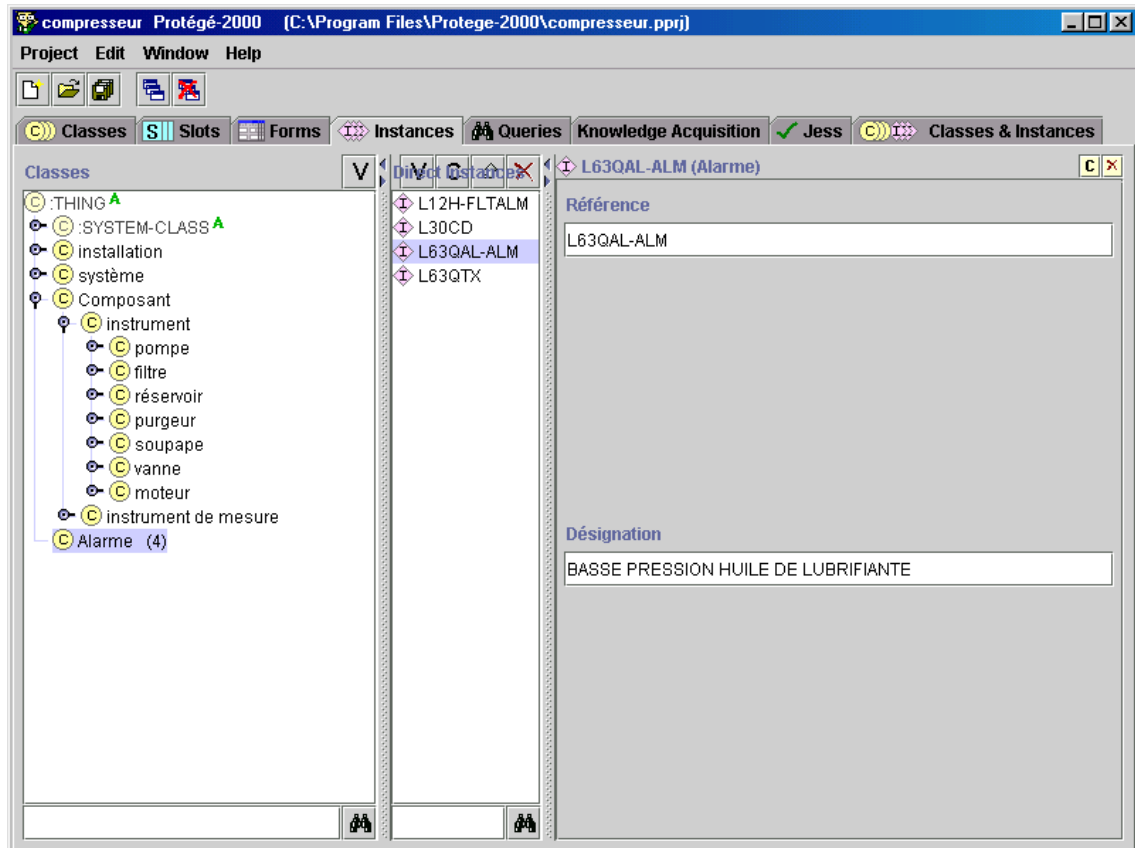 compresseur Protégé-2000 (C:\Program Files\Protege-2000\compresseur.pprj)
Project Edit Window Help
C Classes S Slots Forms I Instances Queries Knowledge Acquisition Jess C I Classes & Instances
Classes V
Direct Instances V C X
I L63QAL-ALM (Alarme) C X
C :THING A
C :SYSTEM-CLASS A
C installation
C système
C Composant
C instrument
C pompe
C filtre
C réservoir
C purgeur
C soupape
C vanne
C moteur
C instrument de mesure
C Alarme (4)
I L12H-FLTALM
I L30CD
I L63QAL-ALM
I L63QTX
Référence
L63QAL-ALM
Désignation
BASSE PRESSION HUILE DE LUBRIFIANTE